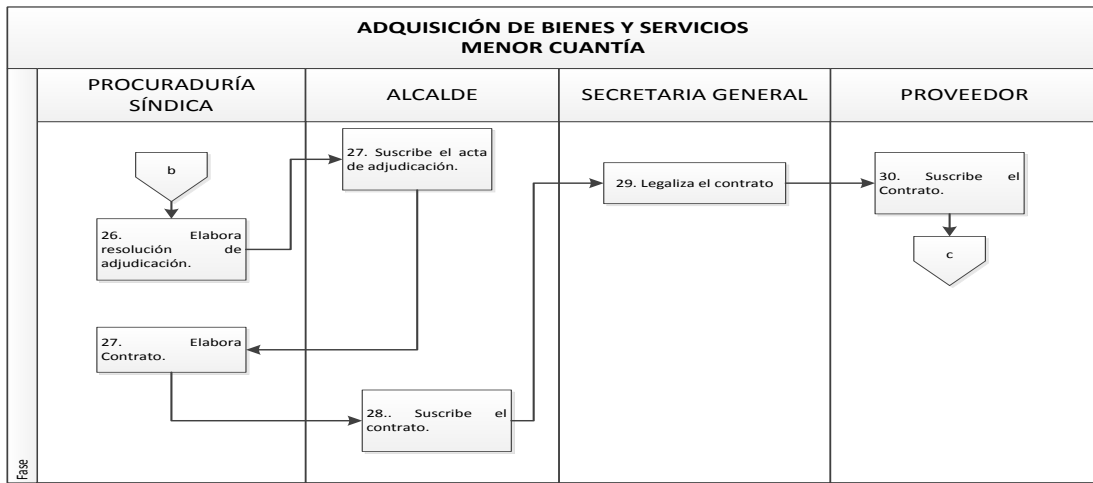 ADQUISICIÓN DE BIENES Y SERVICIOS
MENOR CUANTÍA
PROCURADURÍA
SÍNDICA
ALCALDE
SECRETARIA GENERAL
PROVEEDOR
b
26. Elabora
resolución de
adjudicación.
27. Suscribe el acta
de adjudicación.
27. Elabora
Contrato.
28.. Suscribe el
contrato.
29. Legaliza el contrato
30. Suscribe el
Contrato.
c
Fase